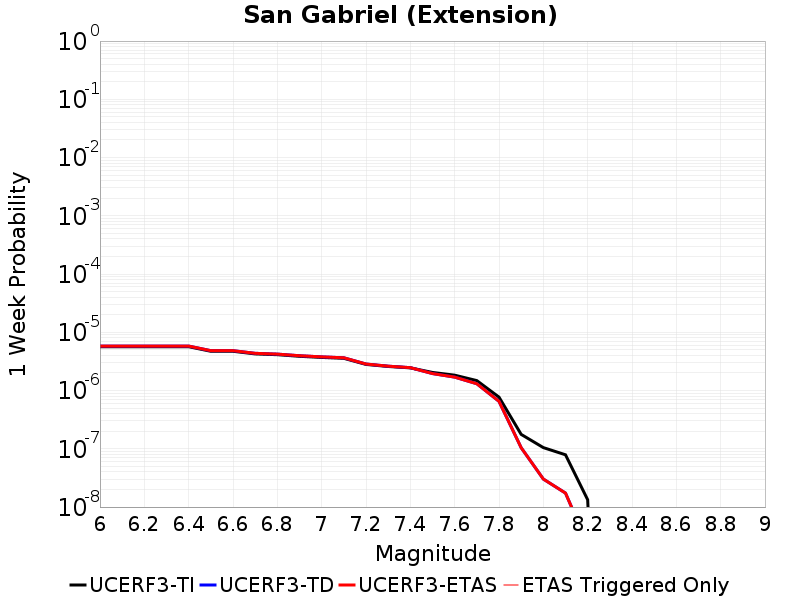 San Gabriel (Extension)
1 Week Probability
10^0
10^-1
10^-2
10^-3
10^-4
10^-5
10^-6
10^-7
10^-8
6 6.2 6.4 6.6 6.8 7 7.2 7.4 7.6 7.8 8 8.2 8.4 8.6 8.8 9
Magnitude
UCERF3-TI UCERF3-TD UCERF3-ETAS ETAS Triggered Only